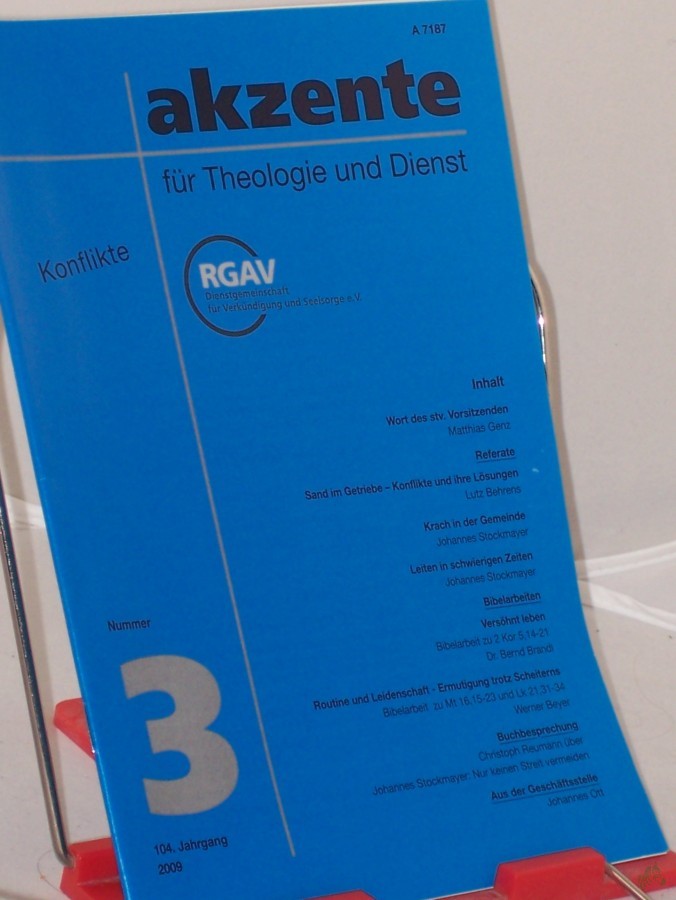 A 7187
akzente
für Theologie und Dienst
Konflikte
RGAV
Dienstgemeinschaft
für Verkündigung und Seelsorge e.V.
Inhalt
Wort des stv. Vorsitzenden
Matthias Genz
Referate
Sand im Getriebe – Konflikte und ihre Lösungen
Lutz Behrens
Krach in der Gemeinde
Johannes Stockmayer
Leiten in schwierigen Zeiten
Johannes Stockmayer
Bibelarbeiten
Versöhnt leben
Bibelarbeit zu 2 Kor 5,14-21
Dr. Bernd Brandl
Routine und Leidenschaft - Ermutigung trotz Scheiterns
Bibelarbeit zu Mt 16,15-23 und Lk 21,31-34
Werner Beyer
Buchbesprechung
Christoph Reumann über
Johannes Stockmayer: Nur keinen Streit vermeiden
Aus der Geschäftsstelle
Johannes Ott
Nummer
3
104. Jahrgang
2009